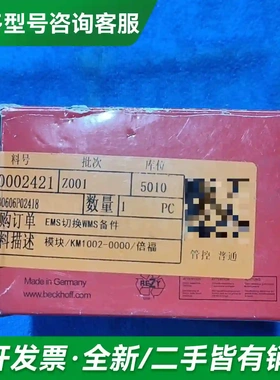 多型号咨询客服
料号 批次 库位
0002421 Z001 5010
80606P02418 数量 1 PC
购订单 EMS切换WMS备件
料描述 模块/KM1002-0000/倍福
管控 普通
Made in Germany
www.beckhoff.com
REZY
开发票·全新/二手皆有销